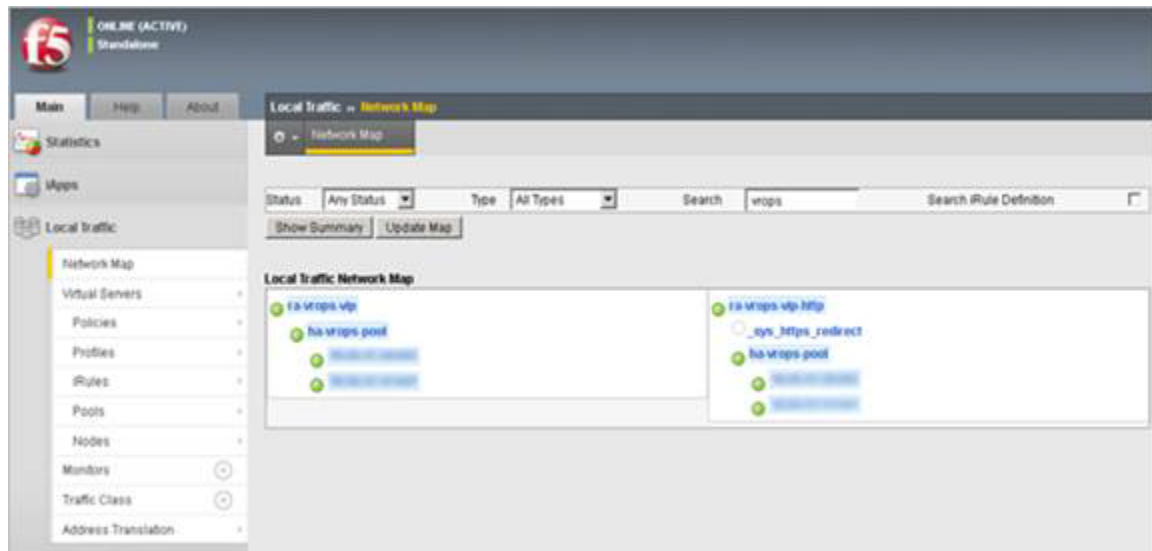 f5
ONLINE (ACTIVE)
Standalone
Main Help About
Local Traffic » Network Map
Network Map
Statistics
iApps
Local Traffic
Network Map
Virtual Servers
Policies
Profiles
iRules
Pools
Nodes
Monitors
Traffic Class
Address Translation
Status Any Status Type All Types Search vrops Search iRule Definition
Show Summary Update Map
Local Traffic Network Map
ra-vrops-vip
ha-vrops-pool
ra-vrops-vip-http
_sys_https_redirect
ha-vrops-pool